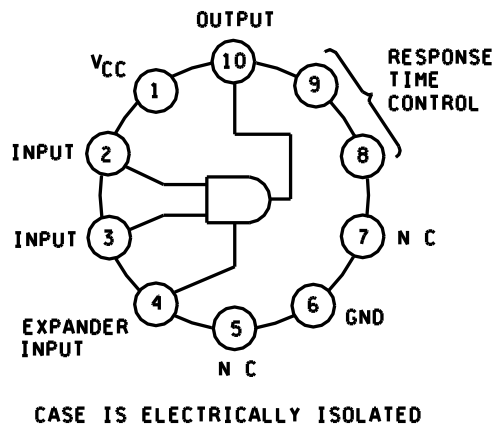 OUTPUT
10
VCC
1
9
RESPONSE
TIME
CONTROL
INPUT
2
8
INPUT
3
7
N C
4
6
GND
EXPANDER
INPUT
5
N C
CASE IS ELECTRICALLY ISOLATED